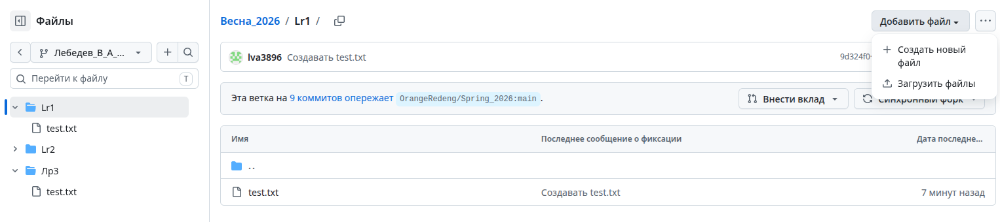 Файлы
Лебедев_В_А_...
Перейти к файлу
T
Lr1
test.txt
Lr2
Лр3
test.txt
Весна_2026 / Lr1 /
Добавить файл
Создать новый
файл
Загрузить файлы
lva3896 Создавать test.txt
9d324f0
Эта ветка на 9 коммитов опережает OrangeRedeng/Spring_2026:main.
Внести вклад
Синхронный форк
Имя Последнее сообщение о фиксации Дата последне...
..
test.txt Создавать test.txt 7 минут назад